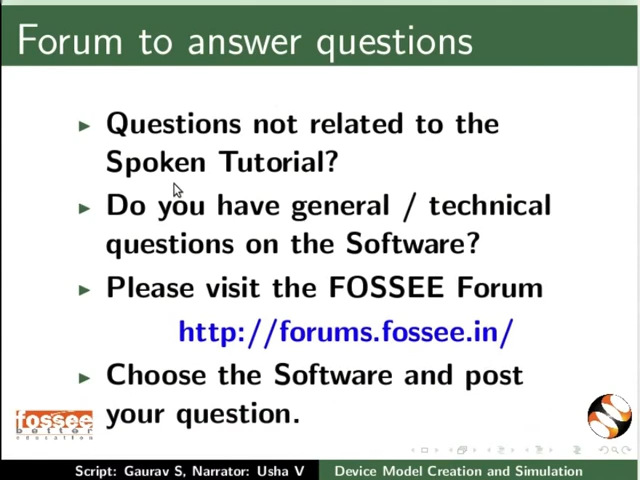 Forum to answer questions
Questions not related to the
Spoken Tutorial?
Do you have general / technical
questions on the Software?
Please visit the FOSSEE Forum
http://forums.fossee.in/
Choose the Software and post
your question.
fossee
better
education
Script: Gaurav S, Narrator: Usha V
Device Model Creation and Simulation